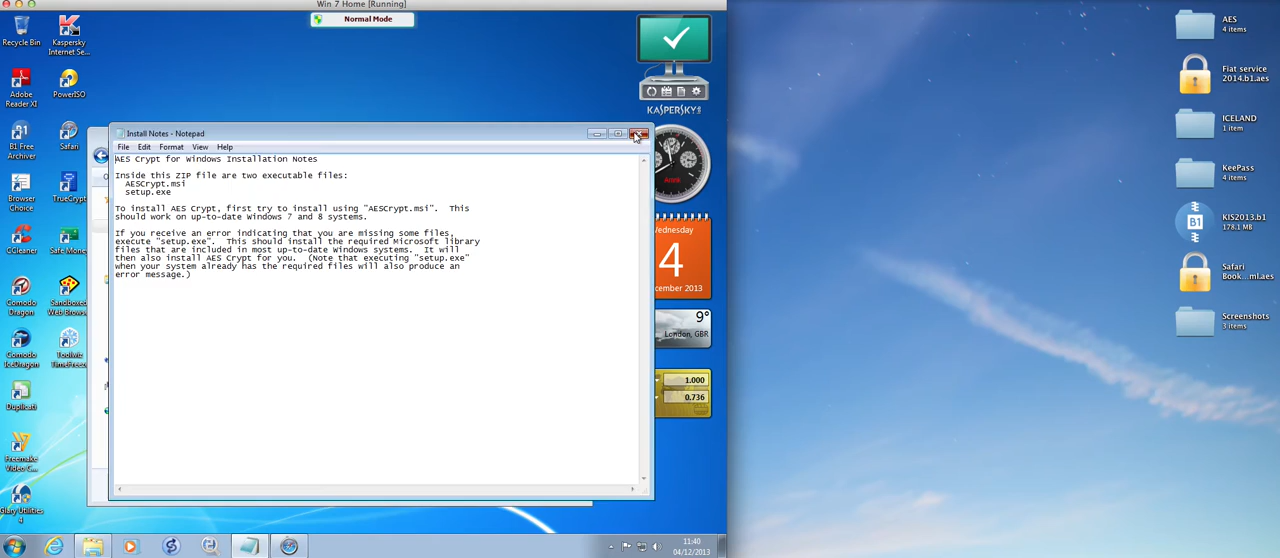 Win 7 Home [Running]
Normal Mode
Recycle Bin
Kaspersky
Internet Se...
Adobe
Reader XI
PowerISO
B1 Free
Archiver
Safari
Browser
Choice
TrueCrypt
CCleaner
Safe Money
Comodo
Dragon
Sandboxed
Web Browser
Comodo
IceDragon
Toolwiz
TimeFreeze
Duplicati
Freemake
Video C...
Glary Utilities
4
Install Notes - Notepad
File Edit Format View Help
AES Crypt for Windows Installation Notes
Inside this ZIP file are two executable files:
AESCrypt.msi
setup.exe
To install AES Crypt, first try to install using "AESCrypt.msi". This
should work on up-to-date Windows 7 and 8 systems.
If you receive an error indicating that you are missing some files,
execute "setup.exe". This should install the required Microsoft library
files that are included in most up-to-date Windows systems. It will
then also install AES Crypt for you. (Note that executing "setup.exe"
when your system already has the required files will also produce an
error message.)
KASPERSKY
ednesday
4
cember 2013
9°
London, GBR
1.000
0.736
11:40
04/12/2013
AES
4 items
Fiat service
2014.b1.aes
ICELAND
1 item
KeePass
4 items
B1
KIS2013.b1
178.1 MB
Safari
Book...ml.aes
Screenshots
3 items